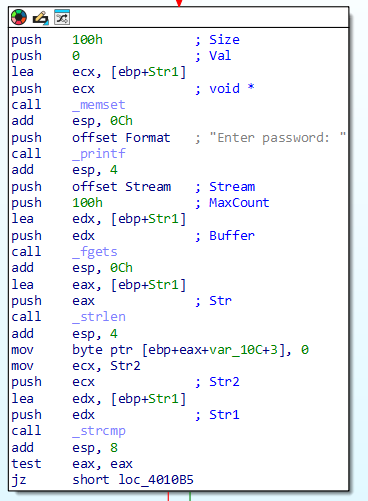 push 100h ; Size
push 0 ; Val
lea ecx, [ebp+Str1]
push ecx ; void *
call _memset
add esp, 0Ch
push offset Format ; "Enter password: "
call _printf
add esp, 4
push offset Stream ; Stream
push 100h ; MaxCount
lea edx, [ebp+Str1]
push edx ; Buffer
call _fgets
add esp, 0Ch
lea eax, [ebp+Str1]
push eax ; Str
call _strlen
add esp, 4
mov byte ptr [ebp+eax+var_10C+3], 0
mov ecx, Str2
push ecx ; Str2
lea edx, [ebp+Str1]
push edx ; Str1
call _strcmp
add esp, 8
test eax, eax
jz short loc_4010B5